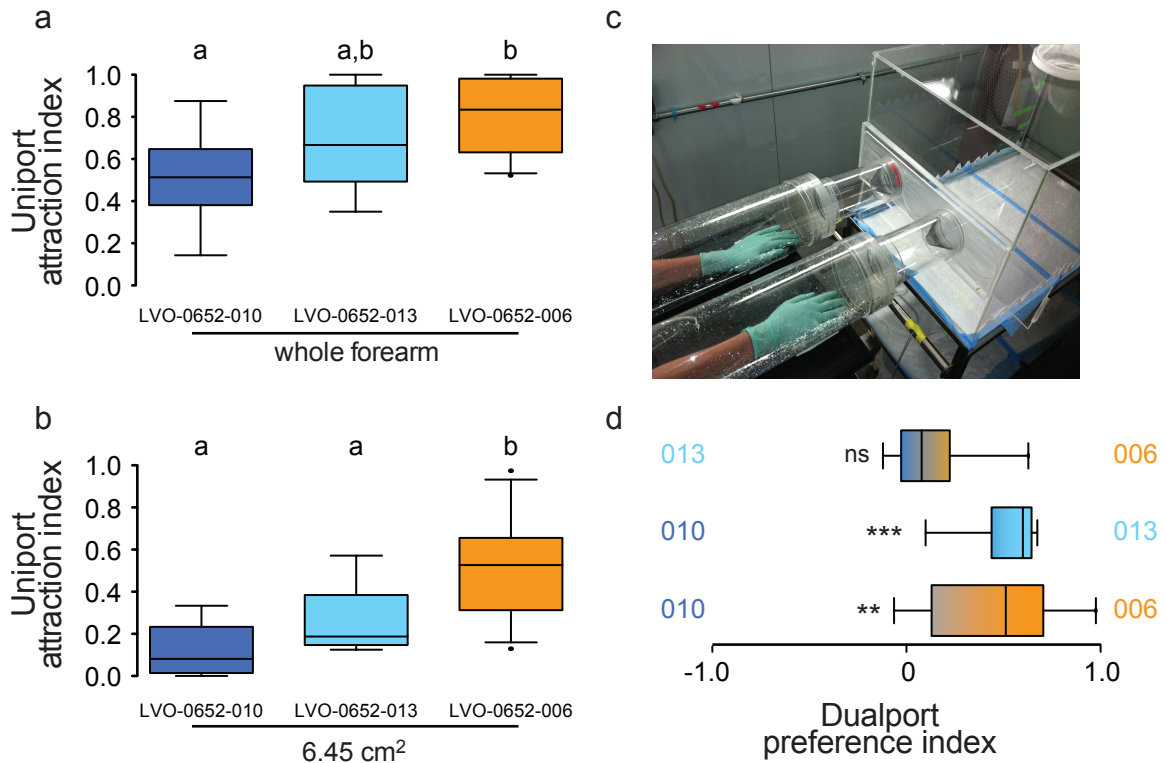 a
a a,b b
Uniport
attraction index
1.0
0.8
0.6
0.4
0.2
0.0
LVO-0652-010 LVO-0652-013 LVO-0652-006
whole forearm
b
a a b
Uniport
attraction index
1.0
0.8
0.6
0.4
0.2
0.0
LVO-0652-010 LVO-0652-013 LVO-0652-006
6.45 cm²
c
d
013 ns 006
010 *** 013
010 ** 006
-1.0 0 1.0
Dualport
preference index